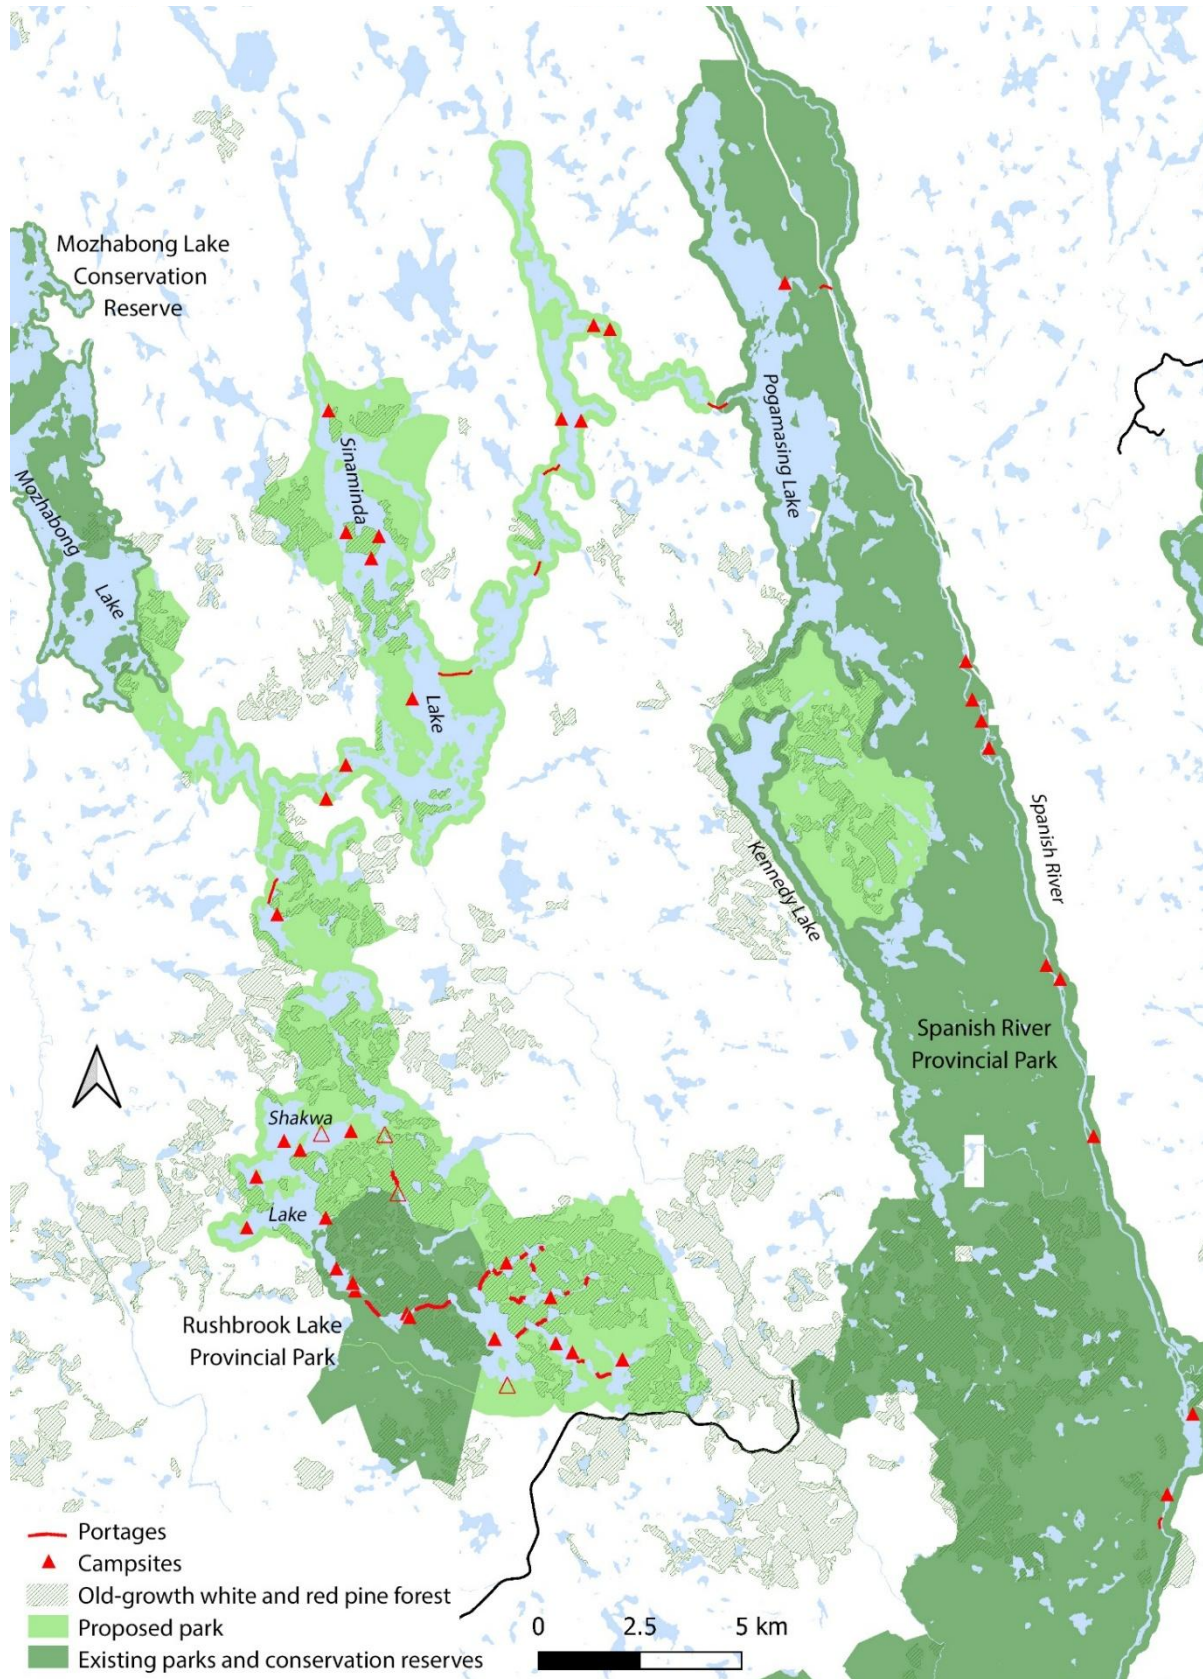 Mozhabong Lake
Conservation
Reserve
Sinaminda
Lake
Mozhabong
Lake
Pogamasing Lake
Kennedy Lake
Spanish River
Spanish River
Provincial Park
Shakwa
Lake
Rushbrook Lake
Provincial Park
Portages
Campsites
Old-growth white and red pine forest
Proposed park
Existing parks and conservation reserves
0 2.5 5 km